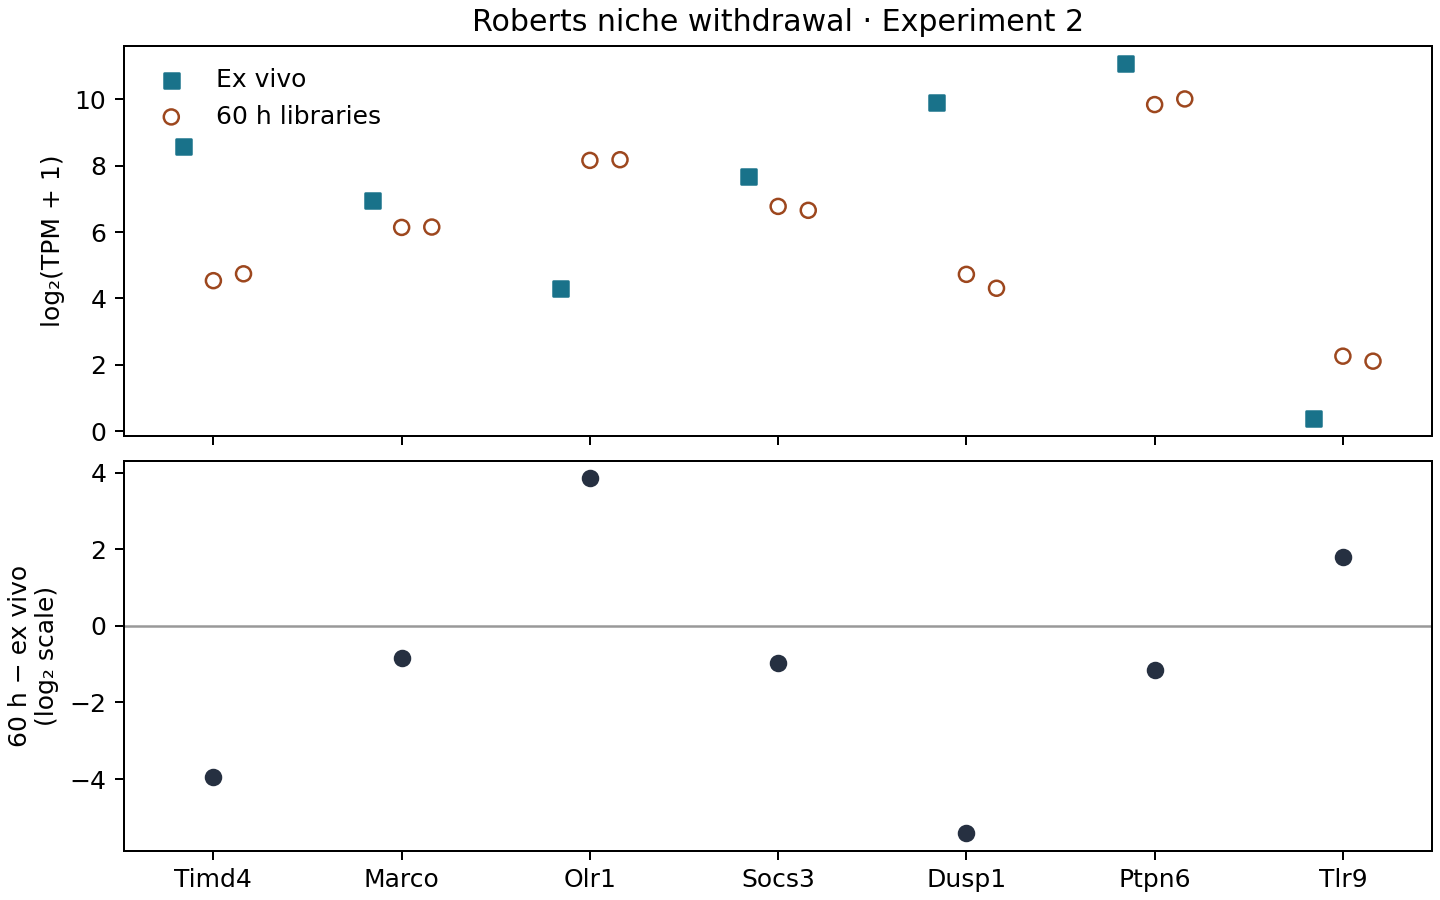 Roberts niche withdrawal · Experiment 2
Ex vivo
60 h libraries
log₂(TPM + 1)
10
8
6
4
2
0
60 h − ex vivo
(log₂ scale)
4
2
0
−2
−4
Timd4
Marco
Olr1
Socs3
Dusp1
Ptpn6
Tlr9